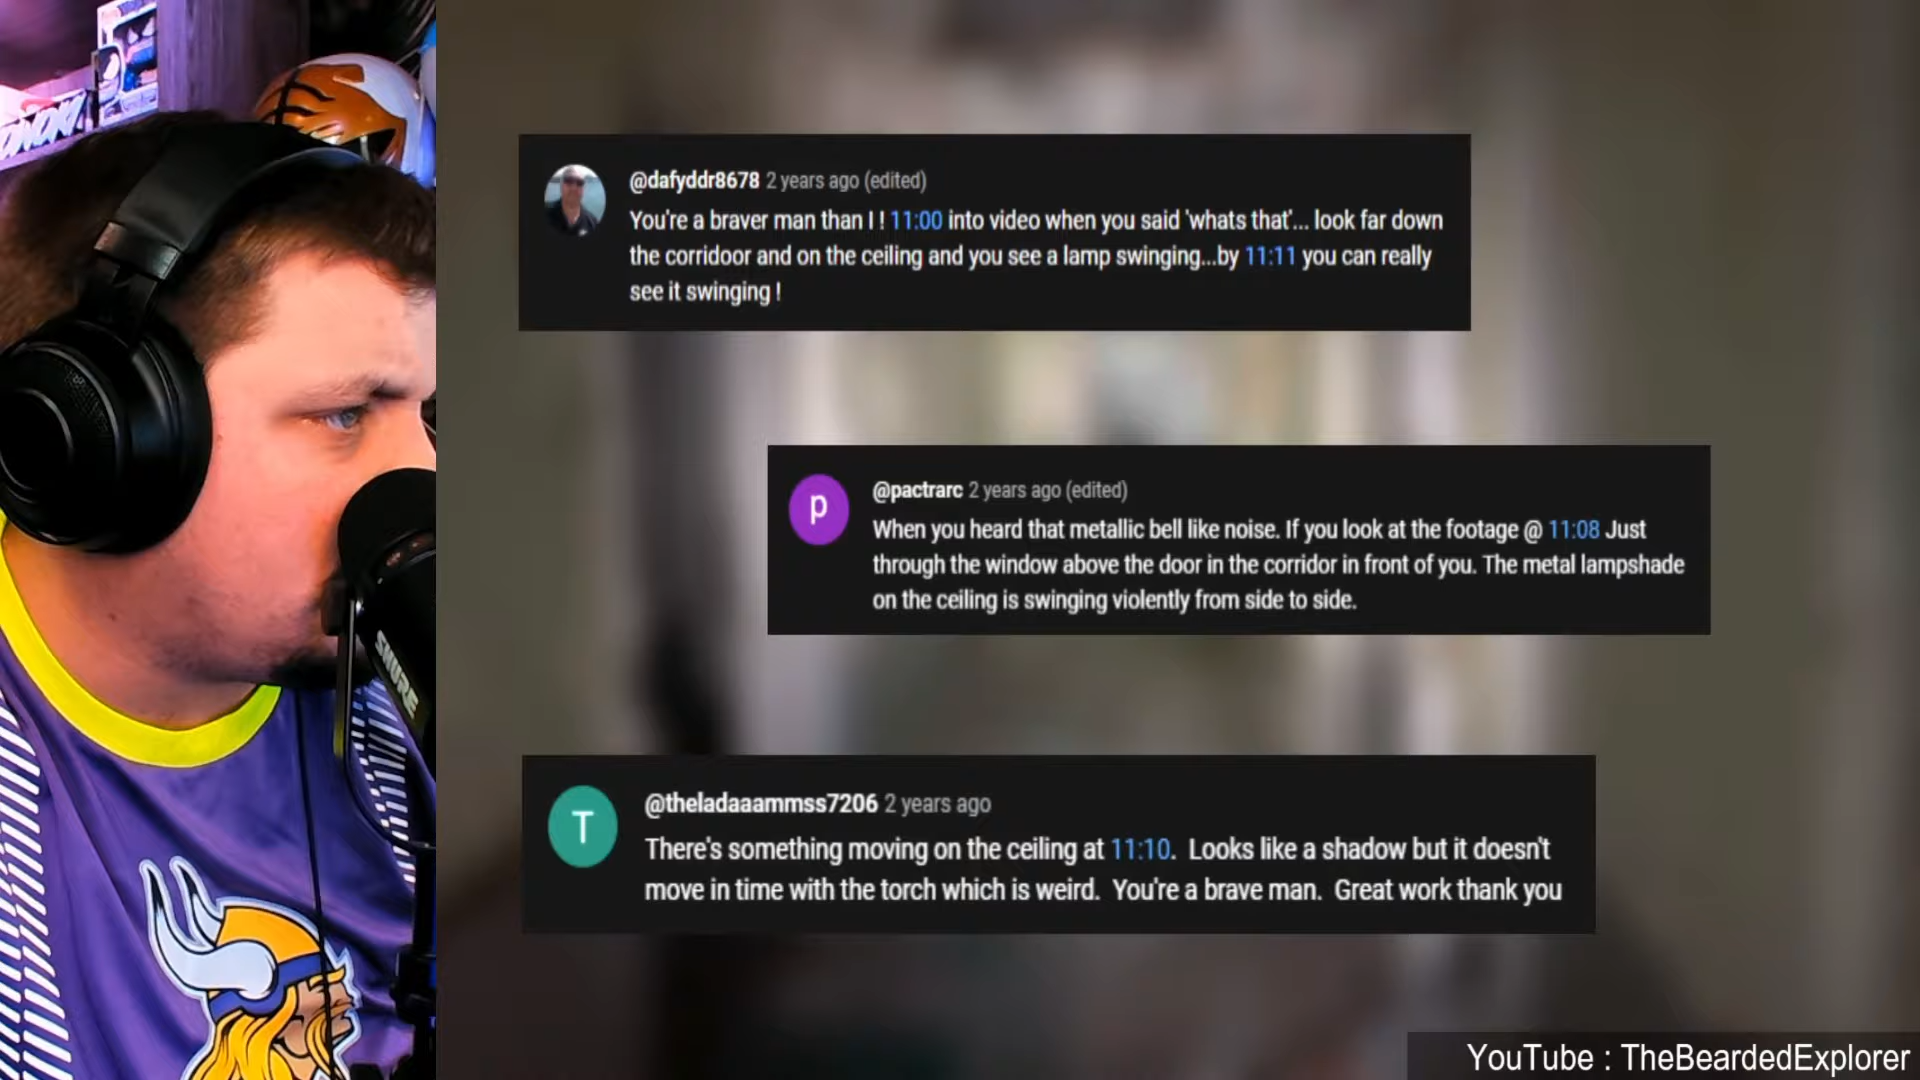 @dafyddr8678 2 years ago (edited)
You're a braver man than I ! 11:00 into video when you said 'whats that'... look far down
the corridoor and on the ceiling and you see a lamp swinging...by 11:11 you can really
see it swinging !
P
@pactrarc 2 years ago (edited)
When you heard that metallic bell like noise. If you look at the footage @ 11:08 Just
through the window above the door in the corridor in front of you. The metal lampshade
on the ceiling is swinging violently from side to side.
T
@theladaaammss7206 2 years ago
There's something moving on the ceiling at 11:10. Looks like a shadow but it doesn't
move in time with the torch which is weird. You're a brave man. Great work thank you
SHURE
YouTube : TheBeardedExplorer